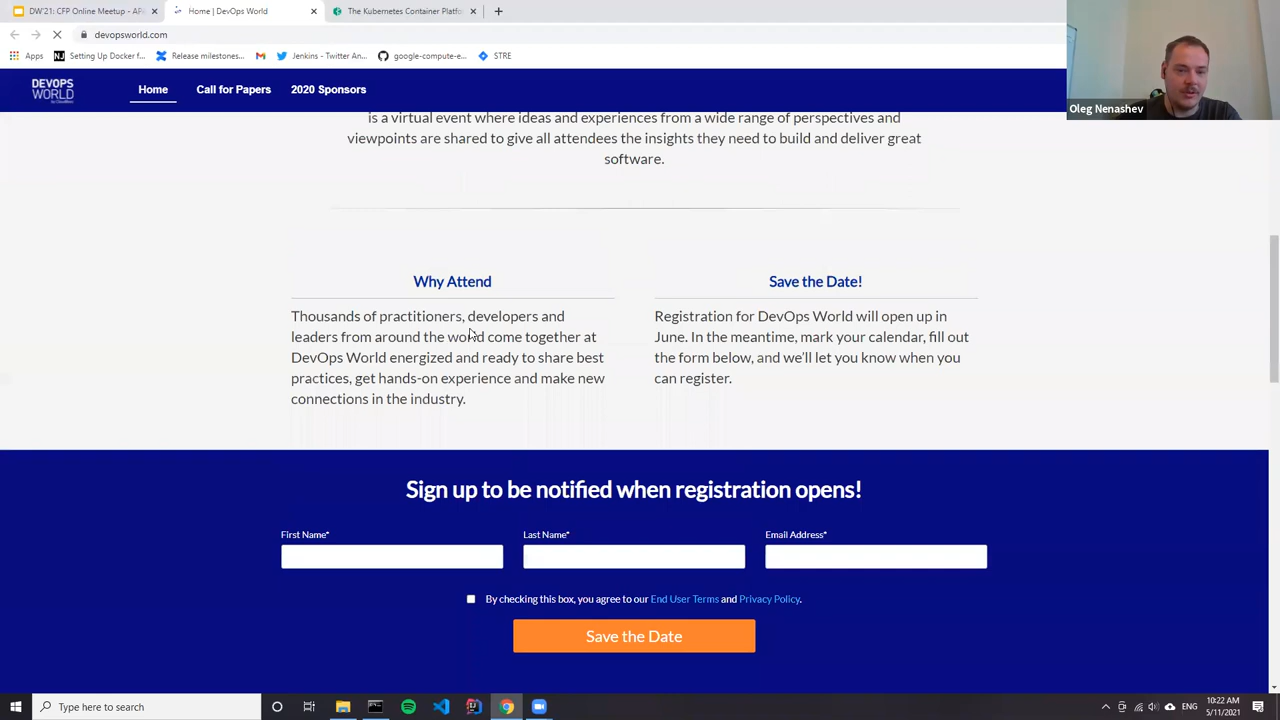 DW'21: CFP Online Meetup - AP
Home | DevOps World
The Kubernetes Container Platfo
devopsworld.com
Apps
Setting Up Docker f...
Release milestones...
Jenkins - Twitter An...
google-compute-e...
STRE
DEVOPS
WORLD
Home
Call for Papers
2020 Sponsors
Oleg Nenashev
is a virtual event where ideas and experiences from a wide range of perspectives and
viewpoints are shared to give all attendees the insights they need to build and deliver great
software.
Why Attend
Thousands of practitioners, developers and
leaders from around the world come together at
DevOps World energized and ready to share best
practices, get hands-on experience and make new
connections in the industry.
Save the Date!
Registration for DevOps World will open up in
June. In the meantime, mark your calendar, fill out
the form below, and we'll let you know when you
can register.
Sign up to be notified when registration opens!
First Name*
Last Name*
Email Address*
By checking this box, you agree to our End User Terms and Privacy Policy.
Save the Date
Type here to search
ENG
10:22 AM
5/11/2021